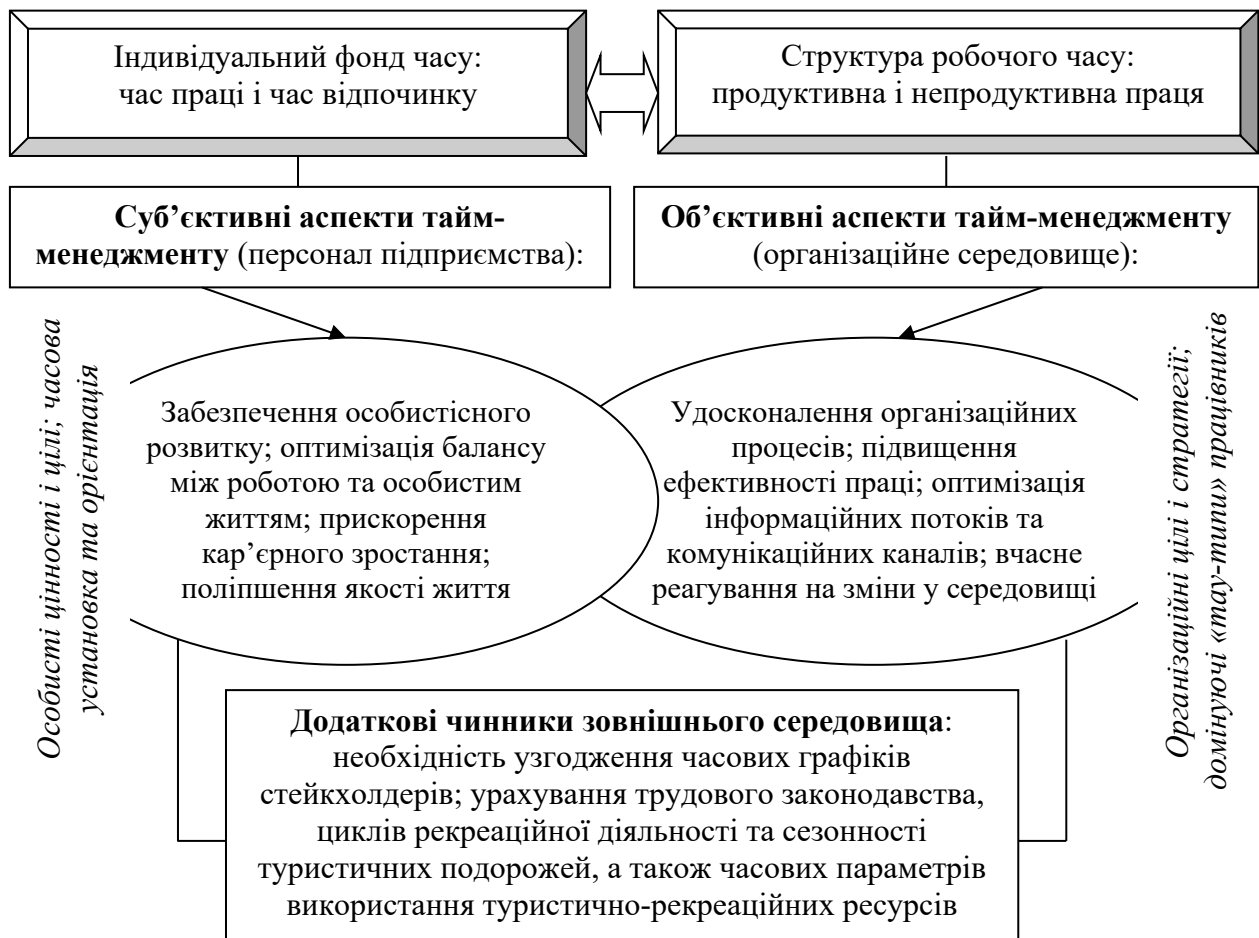 Індивідуальний фонд часу:
час праці і час відпочинку
Структура робочого часу:
продуктивна і непродуктивна праця
Суб’єктивні аспекти тайм-
менеджменту (персонал підприємства):
Об’єктивні аспекти тайм-менеджменту
(організаційне середовище):
Особисті цінності і цілі; часова
установка та орієнтація
Забезпечення особистісного
розвитку; оптимізація балансу
між роботою та особистим
життям; прискорення
кар’єрного зростання;
поліпшення якості життя
Удосконалення організаційних
процесів; підвищення
ефективності праці; оптимізація
інформаційних потоків та
комунікаційних каналів; вчасне
реагування на зміни у середовищі
Організаційні цілі і стратегії;
домінуючі «тау-типи» працівників
Додаткові чинники зовнішнього середовища:
необхідність узгодження часових графіків
стейкхолдерів; урахування трудового законодавства,
циклів рекреаційної діяльності та сезонності
туристичних подорожей, а також часових параметрів
використання туристично-рекреаційних ресурсів